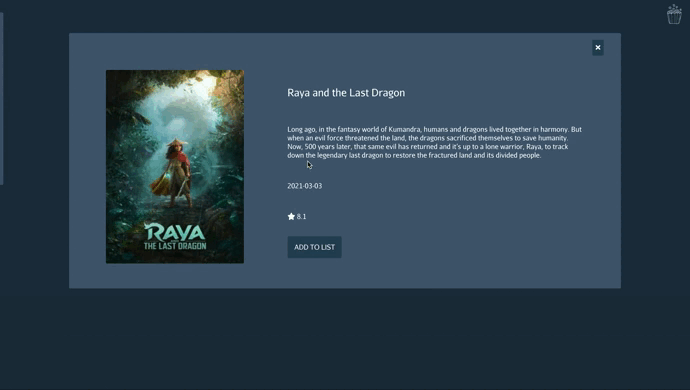 Raya and the Last Dragon
Long ago, in the fantasy world of Kumandra, humans and dragons lived together in harmony. But
when an evil force threatened the land, the dragons sacrificed themselves to save humanity.
Now, 500 years later, that same evil has returned and it's up to a lone warrior, Raya, to track
down the legendary last dragon to restore the fractured land and its divided people.
2021-03-03
8.1
ADD TO LIST
RAYA
THE LAST DRAGON